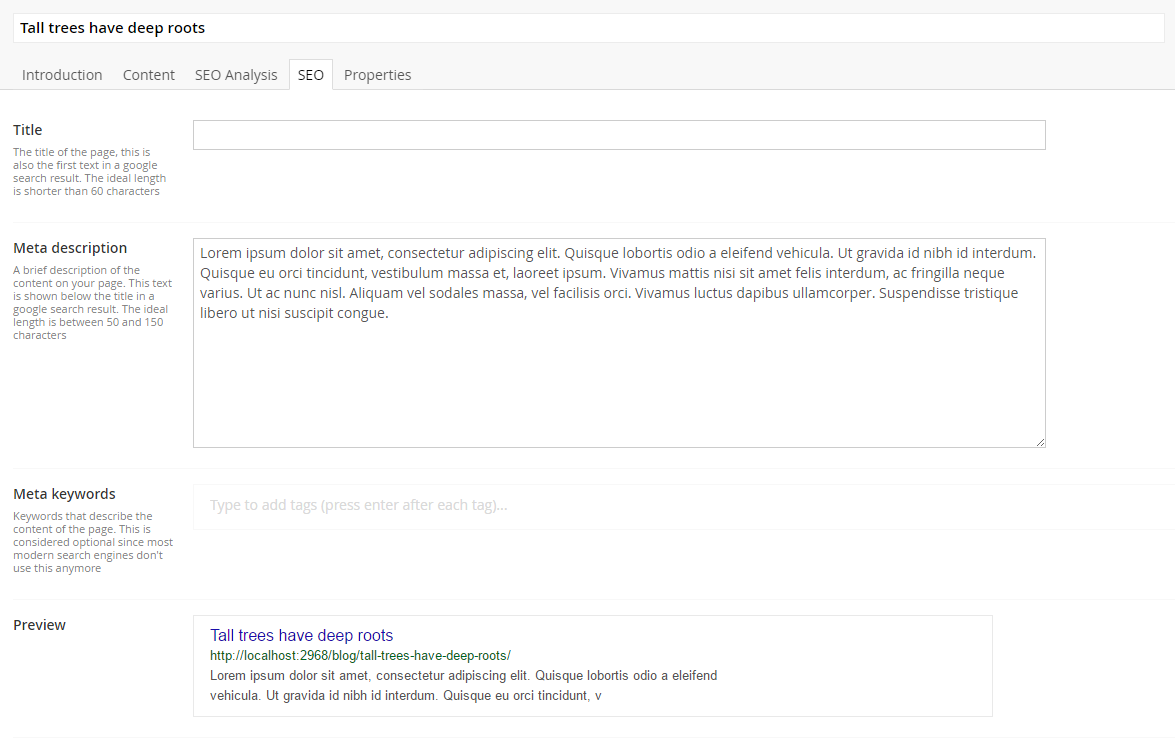 Tall trees have deep roots
Introduction Content SEO Analysis SEO Properties
Title
The title of the page, this is
also the first text in a google
search result. The ideal length
is shorter than 60 characters
Meta description
A brief description of the
content on your page. This text
is shown below the title in a
google search result. The ideal
length is between 50 and 150
characters
Lorem ipsum dolor sit amet, consectetur adipiscing elit. Quisque lobortis odio a eleifend vehicula. Ut gravida id nibh id interdum.
Quisque eu orci tincidunt, vestibulum massa et, laoreet ipsum. Vivamus mattis nisi sit amet felis interdum, ac fringilla neque
varius. Ut ac nunc nisl. Aliquam vel sodales massa, vel facilisis orci. Vivamus luctus dapibus ullamcorper. Suspendisse tristique
libero ut nisi suscipit congue.
Meta keywords
Keywords that describe the
content of the page. This is
considered optional since most
modern search engines don't
use this anymore
Type to add tags (press enter after each tag)...
Preview
Tall trees have deep roots
http://localhost:2968/blog/tall-trees-have-deep-roots/
Lorem ipsum dolor sit amet, consectetur adipiscing elit. Quisque lobortis odio a eleifend
vehicula. Ut gravida id nibh id interdum. Quisque eu orci tincidunt, v